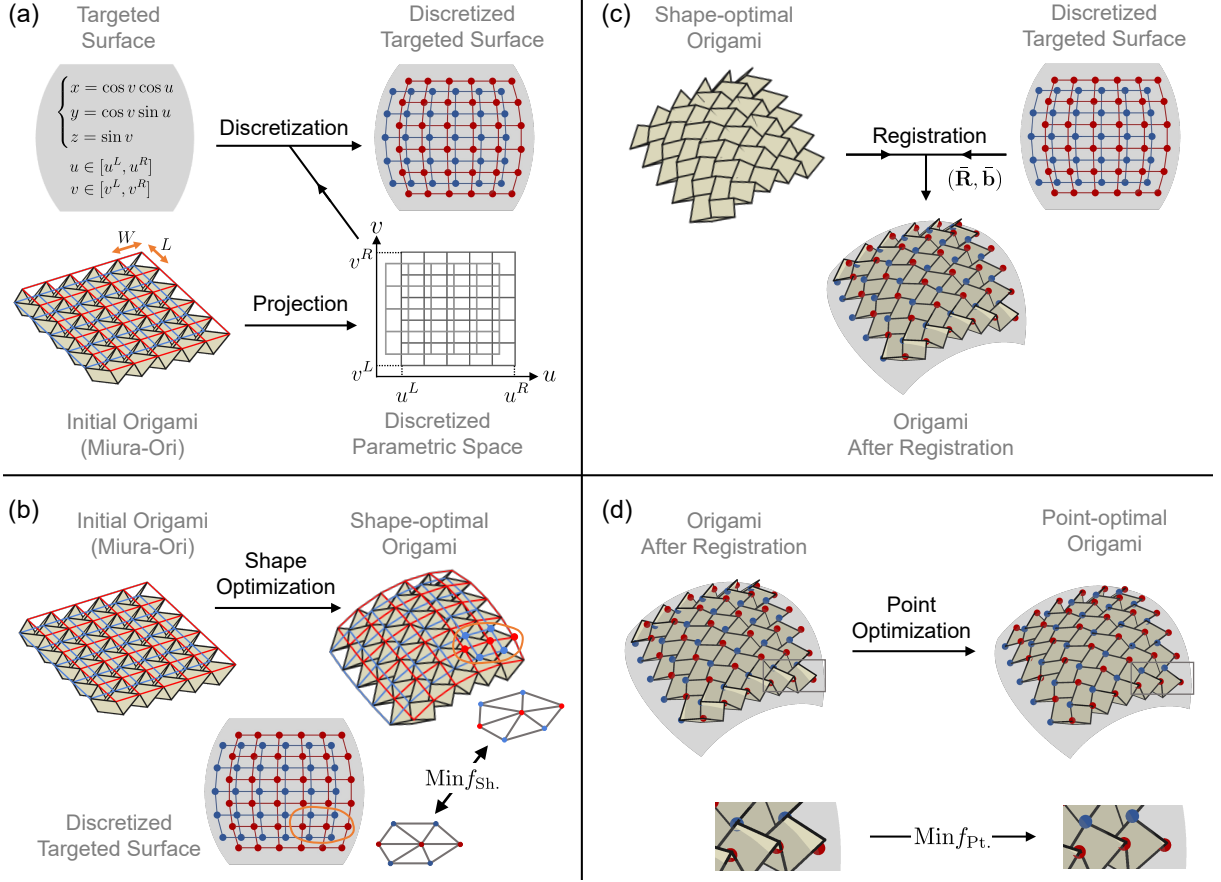 (a)
Targeted
Surface
x = cos v cos u
y = cos v sin u
z = sin v
u ∈ [u^L, u^R]
v ∈ [v^L, v^R]
Discretization
Discretized
Targeted Surface
W
L
Projection
v
v^R
v^L
u^L
u^R
u
Initial Origami
(Miura-Ori)
Discretized
Parametric Space
(b)
Initial Origami
(Miura-Ori)
Shape
Optimization
Shape-optimal
Origami
Min f_Sh.
Discretized
Targeted Surface
(c)
Shape-optimal
Origami
Discretized
Targeted Surface
Registration
(R̄, b̄)
Origami
After Registration
(d)
Origami
After Registration
Point
Optimization
Point-optimal
Origami
Min f_Pt.